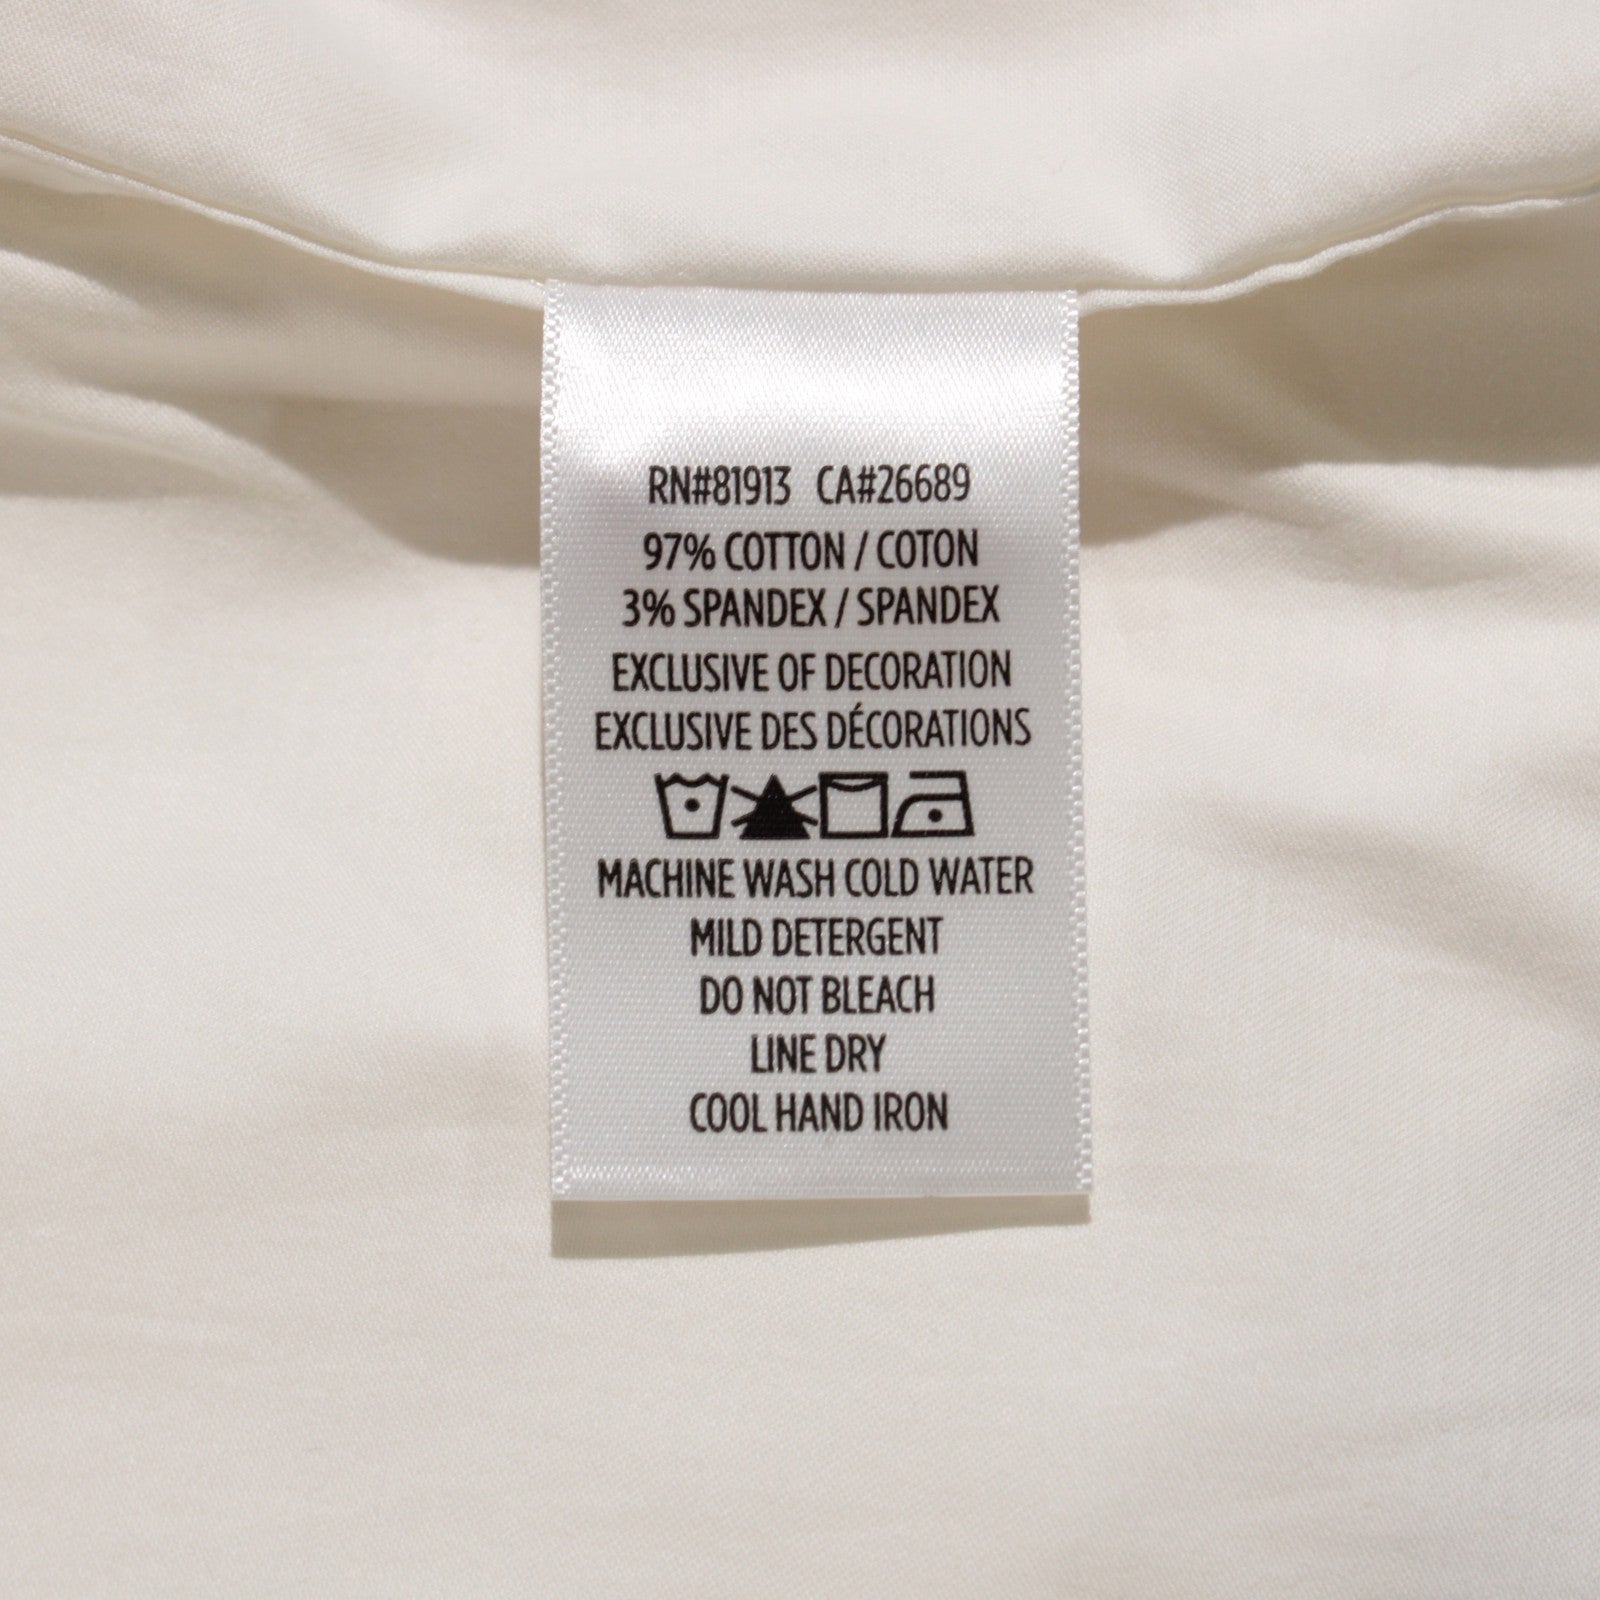 RN#81913 CA#26689
97% COTTON / COTON
3% SPANDEX / SPANDEX
EXCLUSIVE OF DECORATION
EXCLUSIVE DES DÉCORATIONS
MACHINE WASH COLD WATER
MILD DETERGENT
DO NOT BLEACH
LINE DRY
COOL HAND IRON